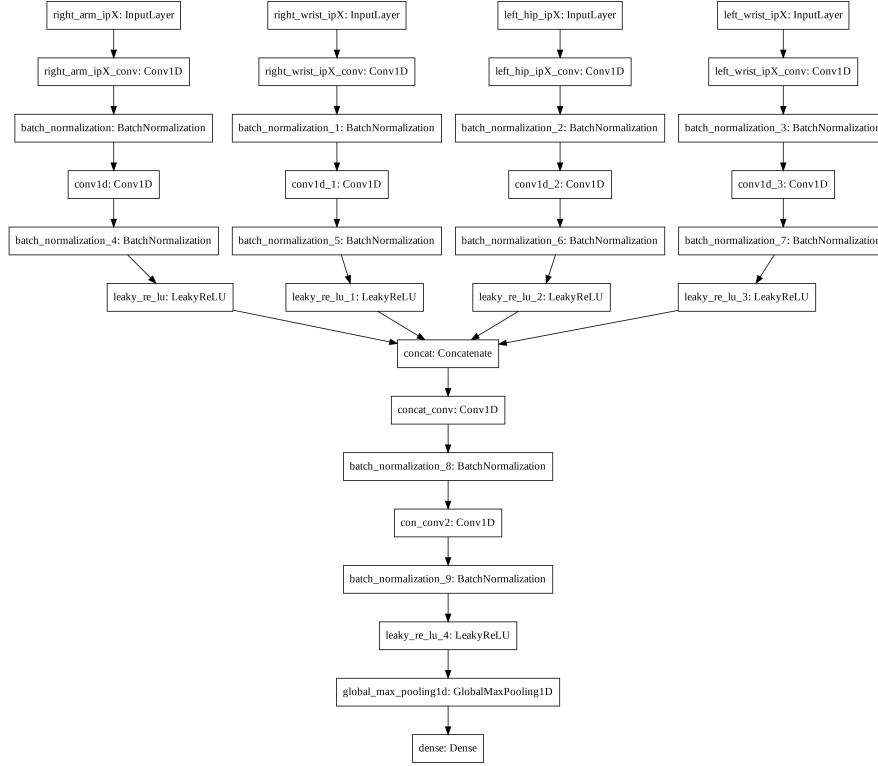 right_arm_ipX: InputLayer
right_wrist_ipX: InputLayer
left_hip_ipX: InputLayer
left_wrist_ipX: InputLayer
right_arm_ipX_conv: Conv1D
right_wrist_ipX_conv: Conv1D
left_hip_ipX_conv: Conv1D
left_wrist_ipX_conv: Conv1D
batch_normalization: BatchNormalization
batch_normalization_1: BatchNormalization
batch_normalization_2: BatchNormalization
batch_normalization_3: BatchNormalization
conv1d: Conv1D
conv1d_1: Conv1D
conv1d_2: Conv1D
conv1d_3: Conv1D
batch_normalization_4: BatchNormalization
batch_normalization_5: BatchNormalization
batch_normalization_6: BatchNormalization
batch_normalization_7: BatchNormalization
leaky_re_lu: LeakyReLU
leaky_re_lu_1: LeakyReLU
leaky_re_lu_2: LeakyReLU
leaky_re_lu_3: LeakyReLU
concat: Concatenate
concat_conv: Conv1D
batch_normalization_8: BatchNormalization
con_conv2: Conv1D
batch_normalization_9: BatchNormalization
leaky_re_lu_4: LeakyReLU
global_max_pooling1d: GlobalMaxPooling1D
dense: Dense